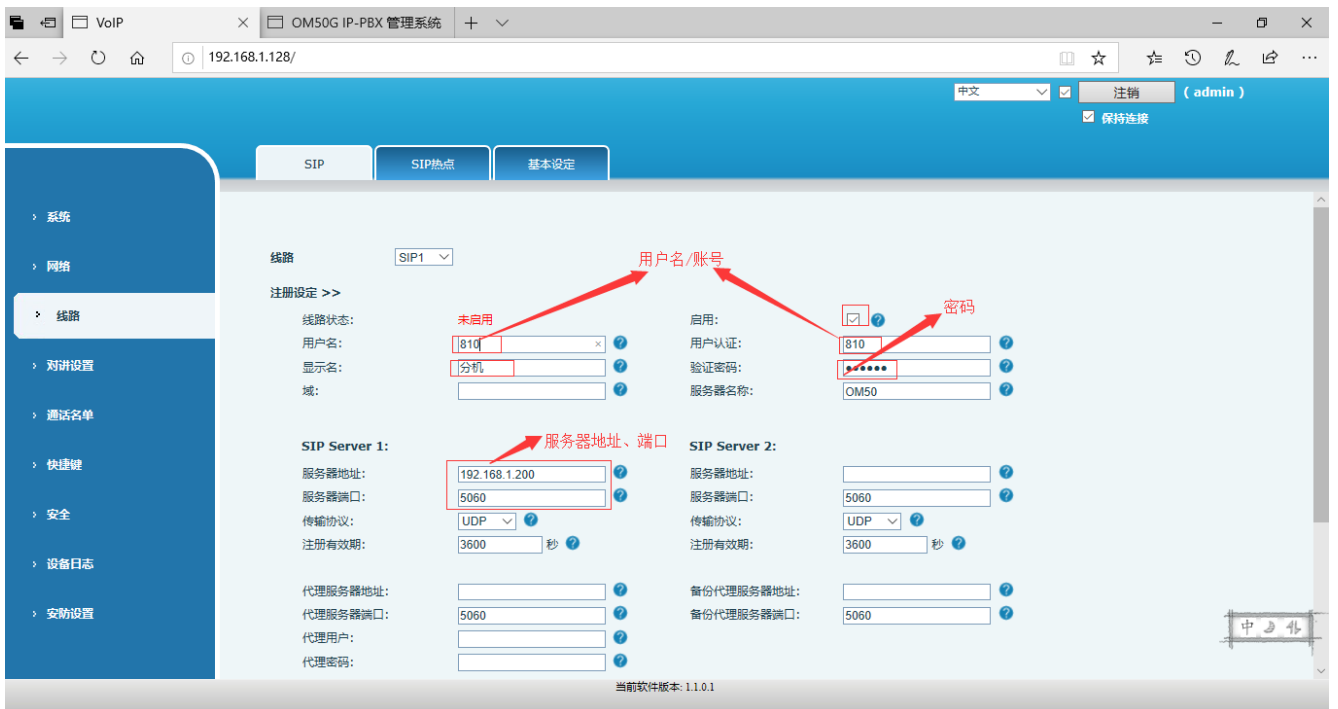 VoIP
OM50G IP-PBX 管理系统
192.168.1.128/
中文
注销
( admin )
保持连接
SIP
SIP热点
基本设定
系统
网络
线路
对讲设置
通话名单
快捷键
安全
设备日志
安防设置
线路 SIP1
用户名/账号
注册设定 >>
密码
线路状态: 未启用 启用:
用户名: 810 用户认证: 810
显示名: 分机 验证密码: ●●●●●●
域: 服务器名称: OM50
服务器地址、端口
SIP Server 1: SIP Server 2:
服务器地址: 192.168.1.200 服务器地址:
服务器端口: 5060 服务器端口: 5060
传输协议: UDP 传输协议: UDP
注册有效期: 3600 秒 注册有效期: 3600 秒
代理服务器地址: 备份代理服务器地址:
代理服务器端口: 5060 备份代理服务器端口: 5060
代理用户:
代理密码:
当前软件版本: 1.1.0.1
中